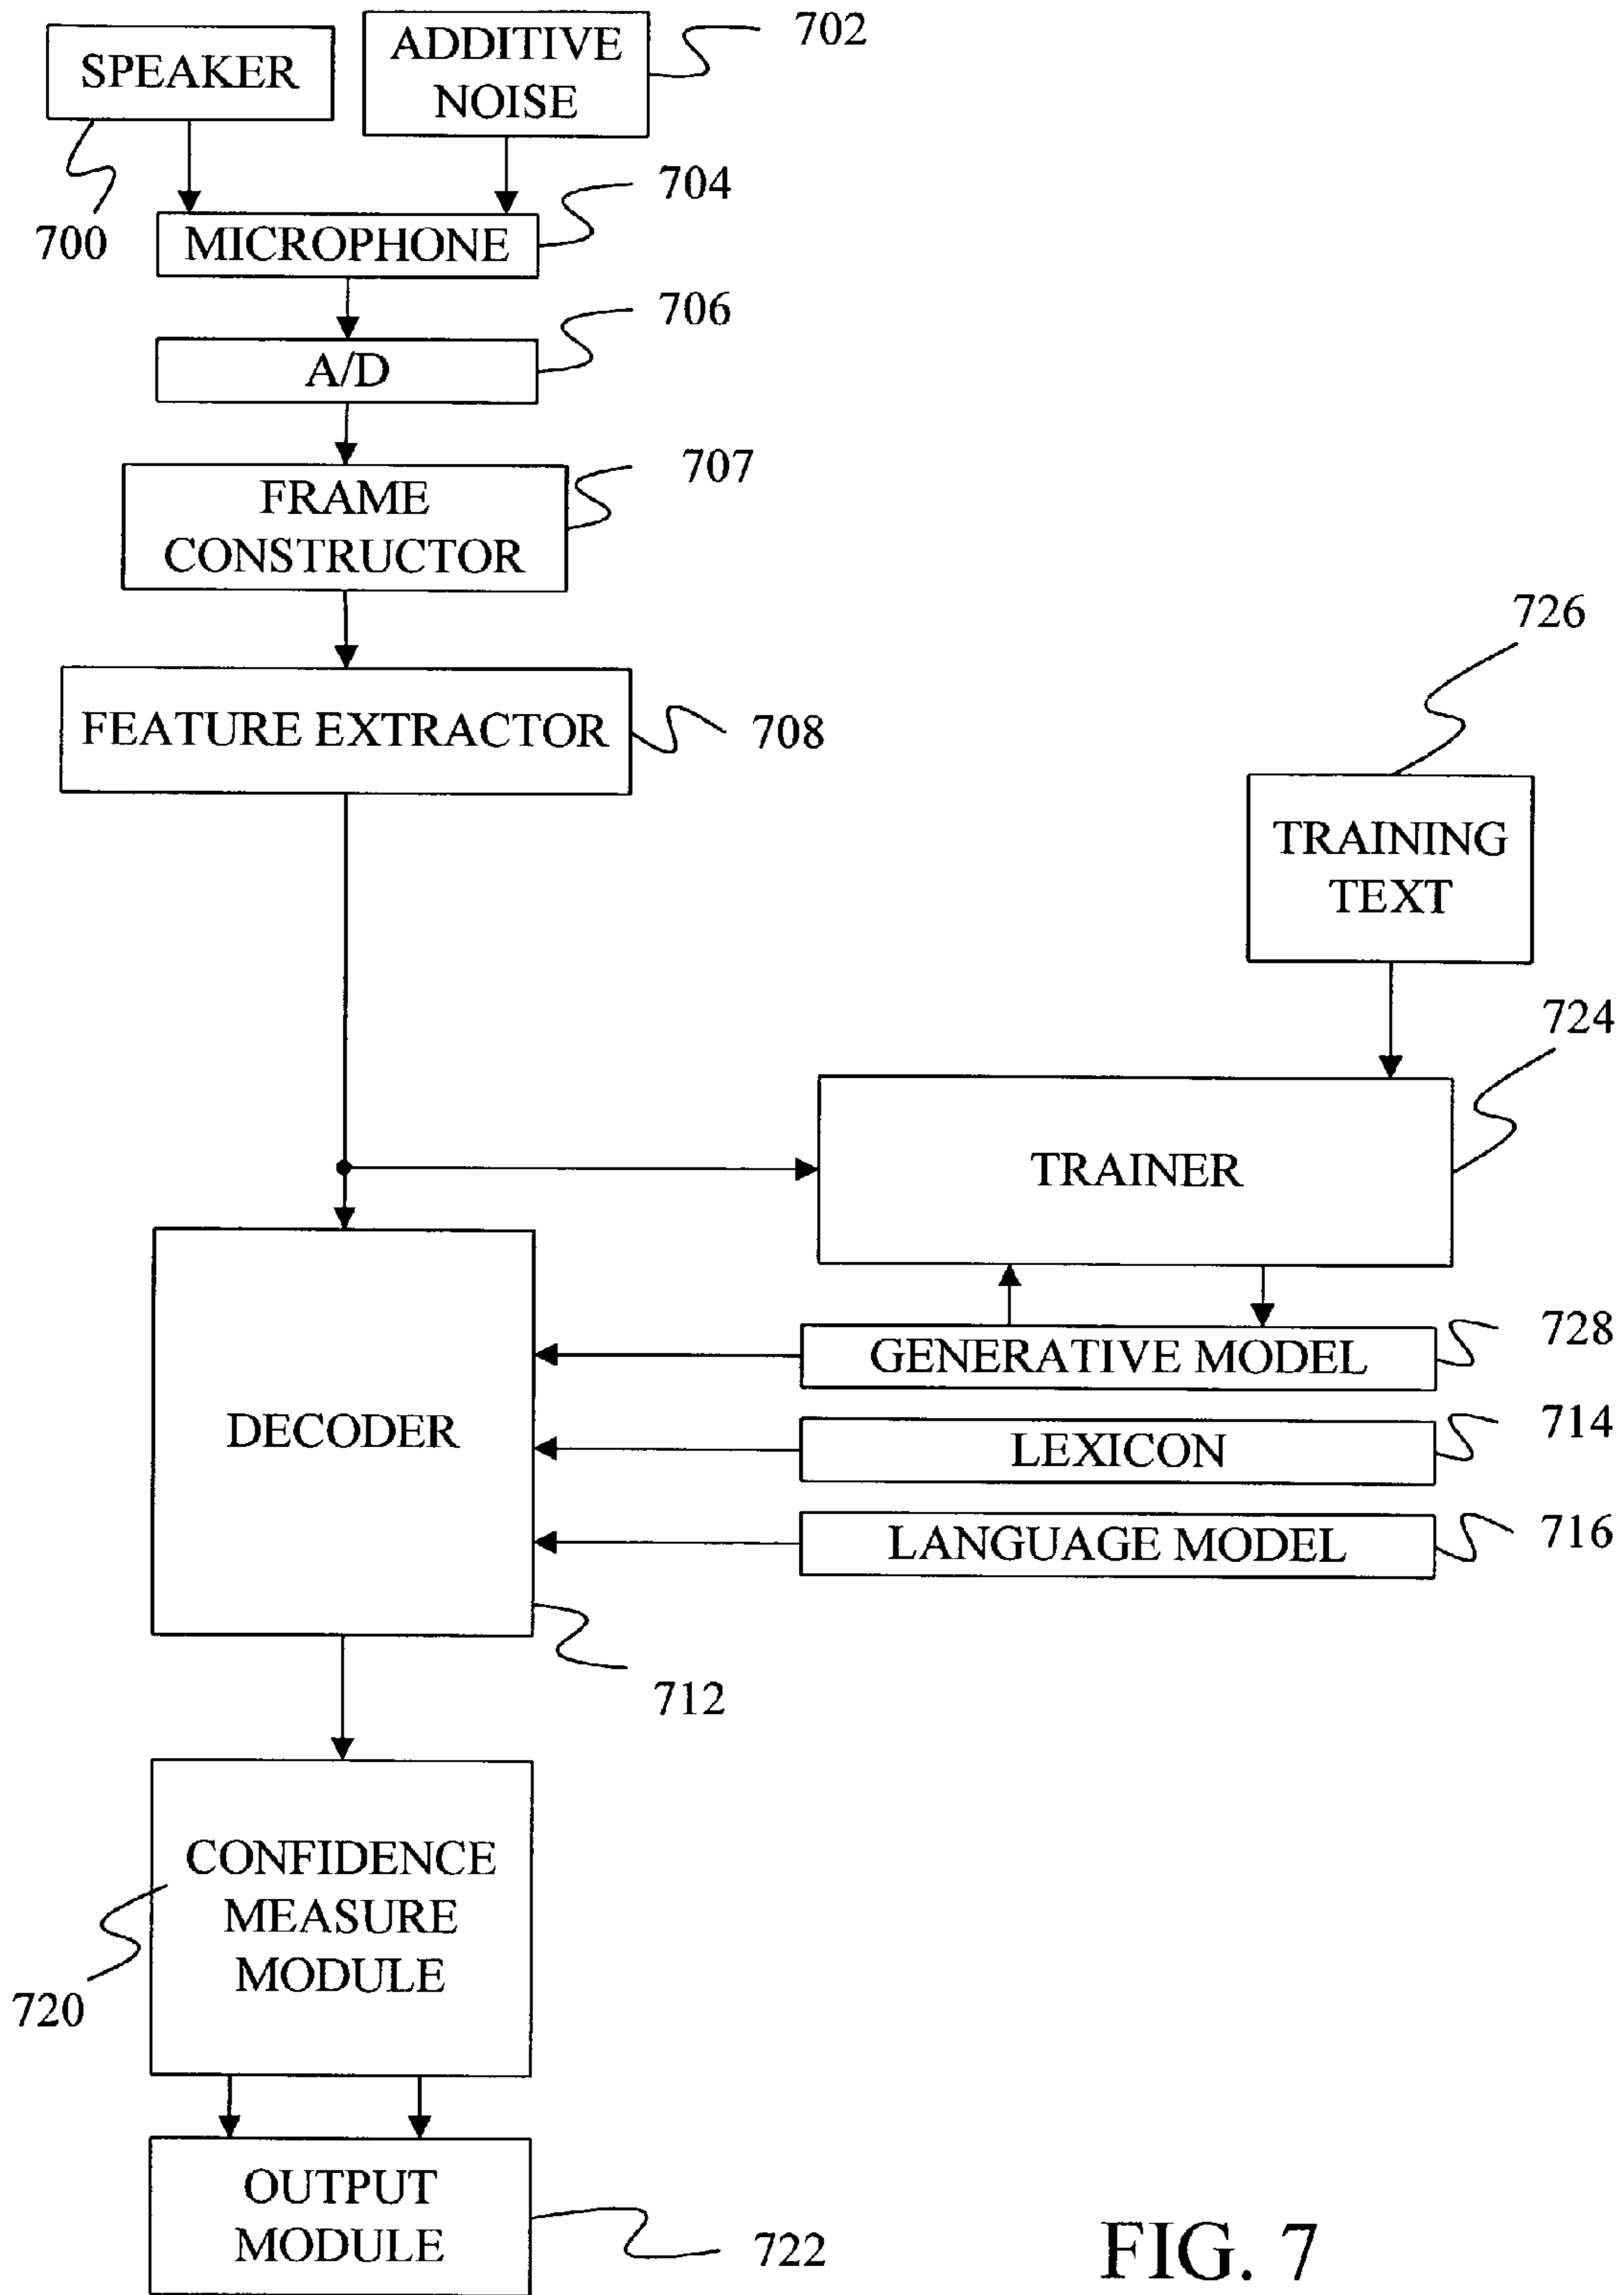 SPEAKER
ADDITIVE
NOISE
702
700
704
MICROPHONE
706
A/D
707
FRAME
CONSTRUCTOR
726
FEATURE EXTRACTOR
708
TRAINING
TEXT
724
TRAINER
728
GENERATIVE MODEL
DECODER
714
LEXICON
716
LANGUAGE MODEL
712
CONFIDENCE
MEASURE
MODULE
720
OUTPUT
MODULE
722
FIG. 7